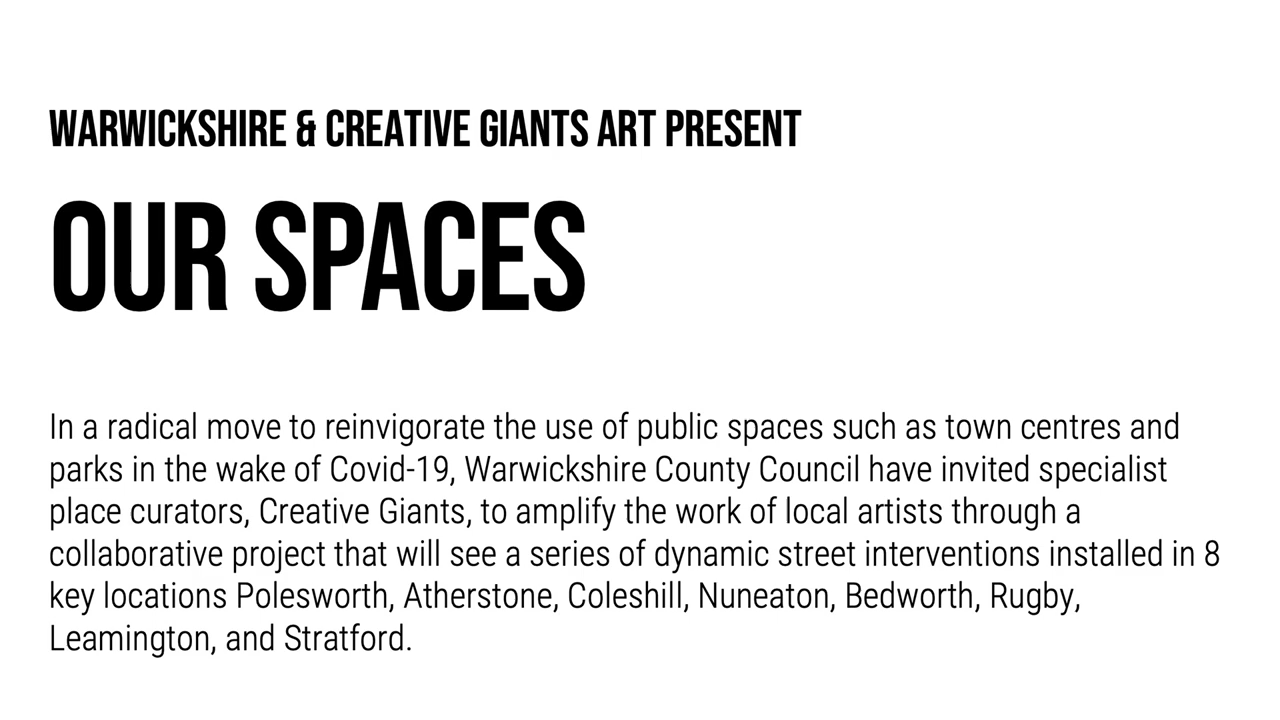 WARWICKSHIRE & CREATIVE GIANTS ART PRESENT
OUR SPACES
In a radical move to reinvigorate the use of public spaces such as town centres and
parks in the wake of Covid-19, Warwickshire County Council have invited specialist
place curators, Creative Giants, to amplify the work of local artists through a
collaborative project that will see a series of dynamic street interventions installed in 8
key locations Polesworth, Atherstone, Coleshill, Nuneaton, Bedworth, Rugby,
Leamington, and Stratford.